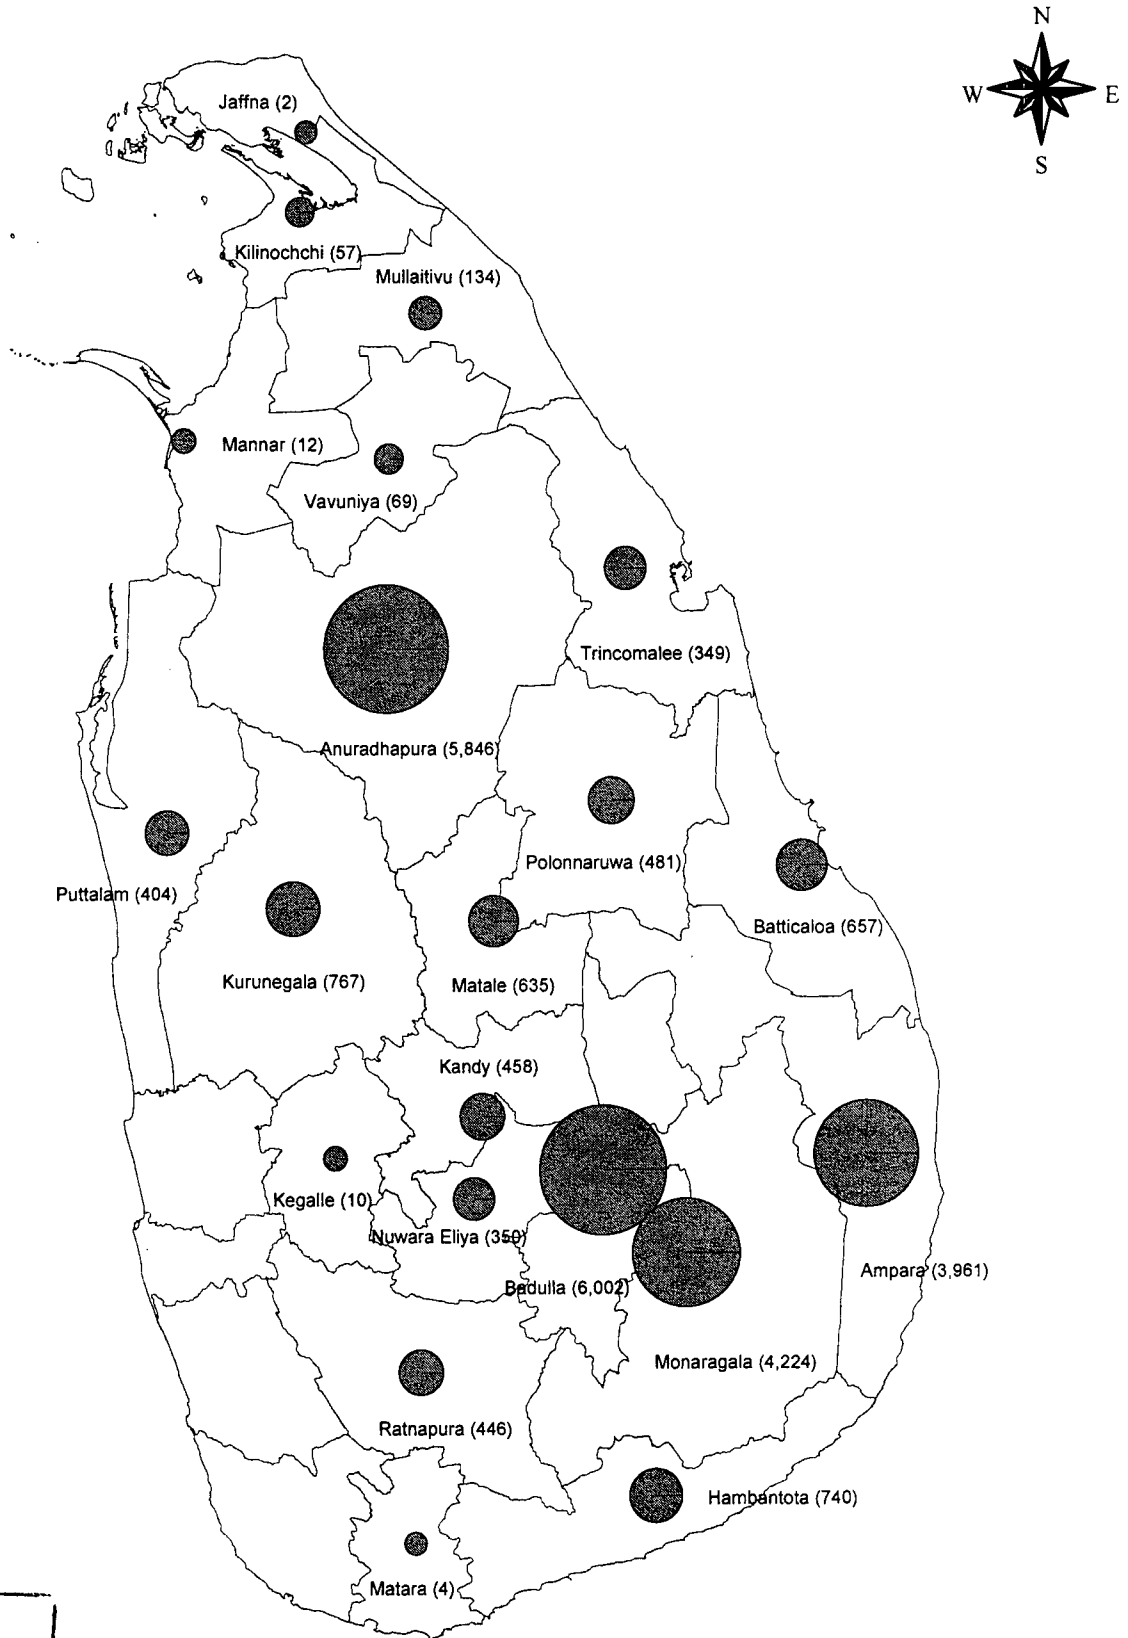 N
W E
S
Jaffna (2)
Kilinochchi (57)
Mullaitivu (134)
Mannar (12)
Vavuniya (69)
Trincomalee (349)
Anuradhapura (5,846)
Polonnaruwa (481)
Puttalam (404)
Batticaloa (657)
Kurunegala (767)
Matale (635)
Kandy (458)
Kegalle (10)
Nuwara Eliya (350)
Badulla (6,002)
Ampara (3,961)
Monaragala (4,224)
Ratnapura (446)
Hambantota (740)
Matara (4)